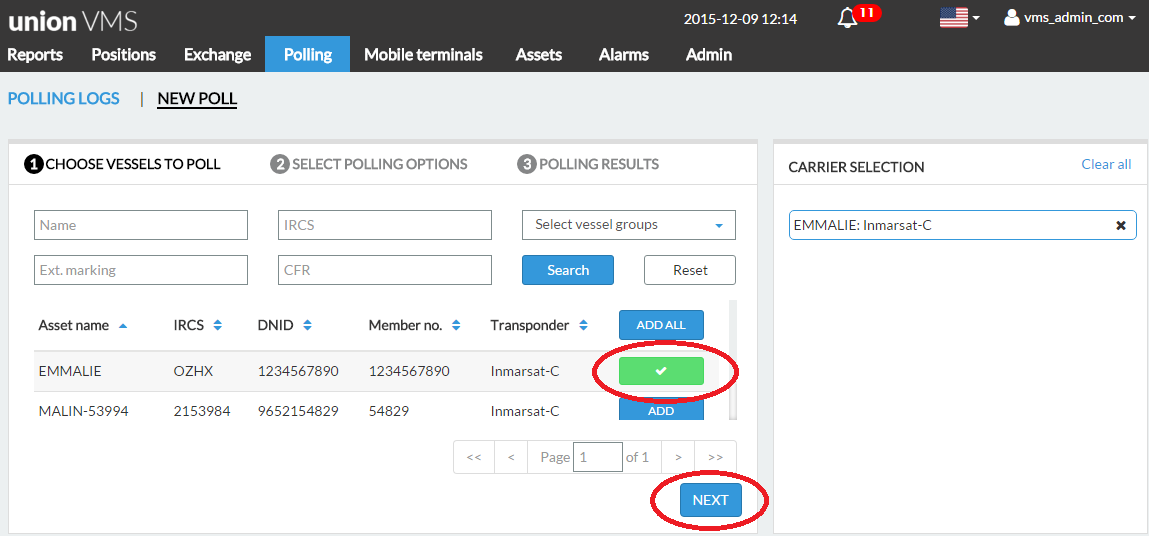 union VMS
2015-12-09 12:14
11
vms_admin_com
Reports Positions Exchange Polling Mobile terminals Assets Alarms Admin
POLLING LOGS | NEW POLL
1 CHOOSE VESSELS TO POLL 2 SELECT POLLING OPTIONS 3 POLLING RESULTS
Name IRCS Select vessel groups
Ext. marking CFR Search Reset
Asset name IRCS DNID Member no. Transponder ADD ALL
EMMALIE OZHX 1234567890 1234567890 Inmarsat-C
MALIN-53994 2153984 9652154829 54829 Inmarsat-C ADD
<< < Page 1 of 1 > >>
NEXT
CARRIER SELECTION Clear all
EMMALIE: Inmarsat-C